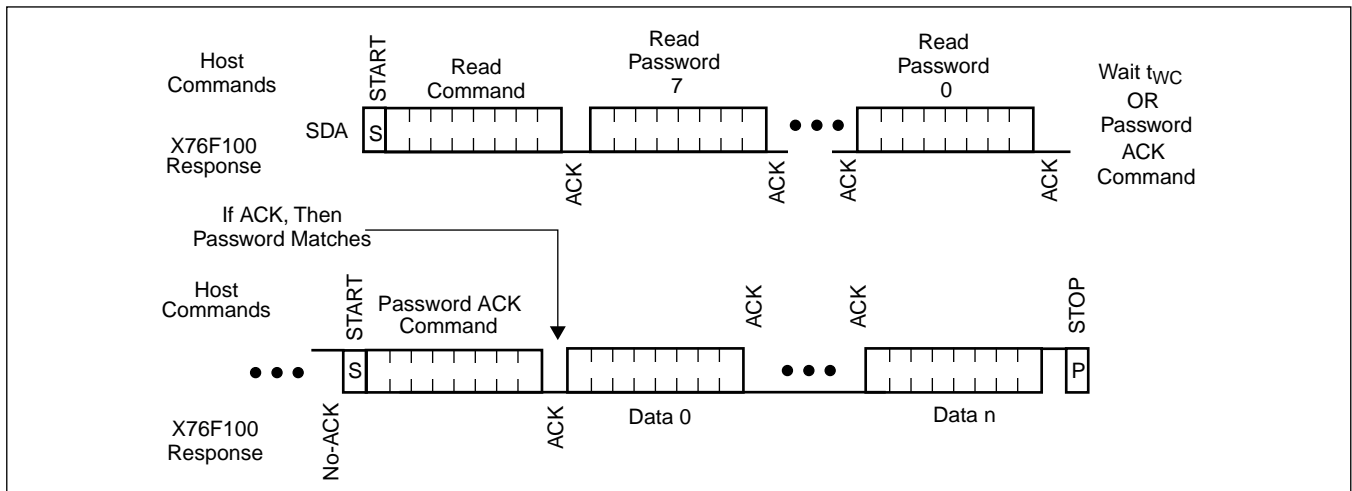 Host
Commands
START
Read
Command
Read
Password
7
Read
Password
0
Wait tWC
OR
Password
ACK
Command
SDA
S
X76F100
Response
ACK
ACK
ACK
ACK
If ACK, Then
Password Matches
Host
Commands
START
Password ACK
Command
ACK
ACK
STOP
S
P
X76F100
Response
No-ACK
ACK
Data 0
Data n